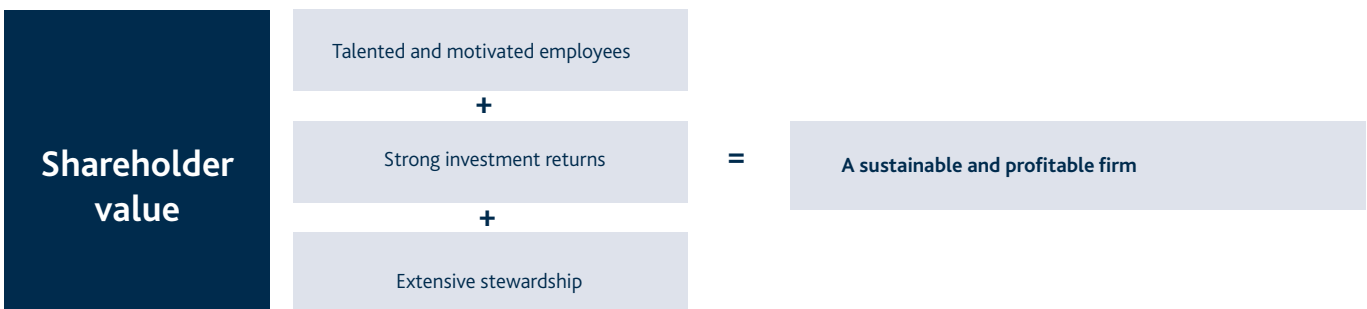 Shareholder
value
Talented and motivated employees
+
Strong investment returns
+
Extensive stewardship
=
A sustainable and profitable firm